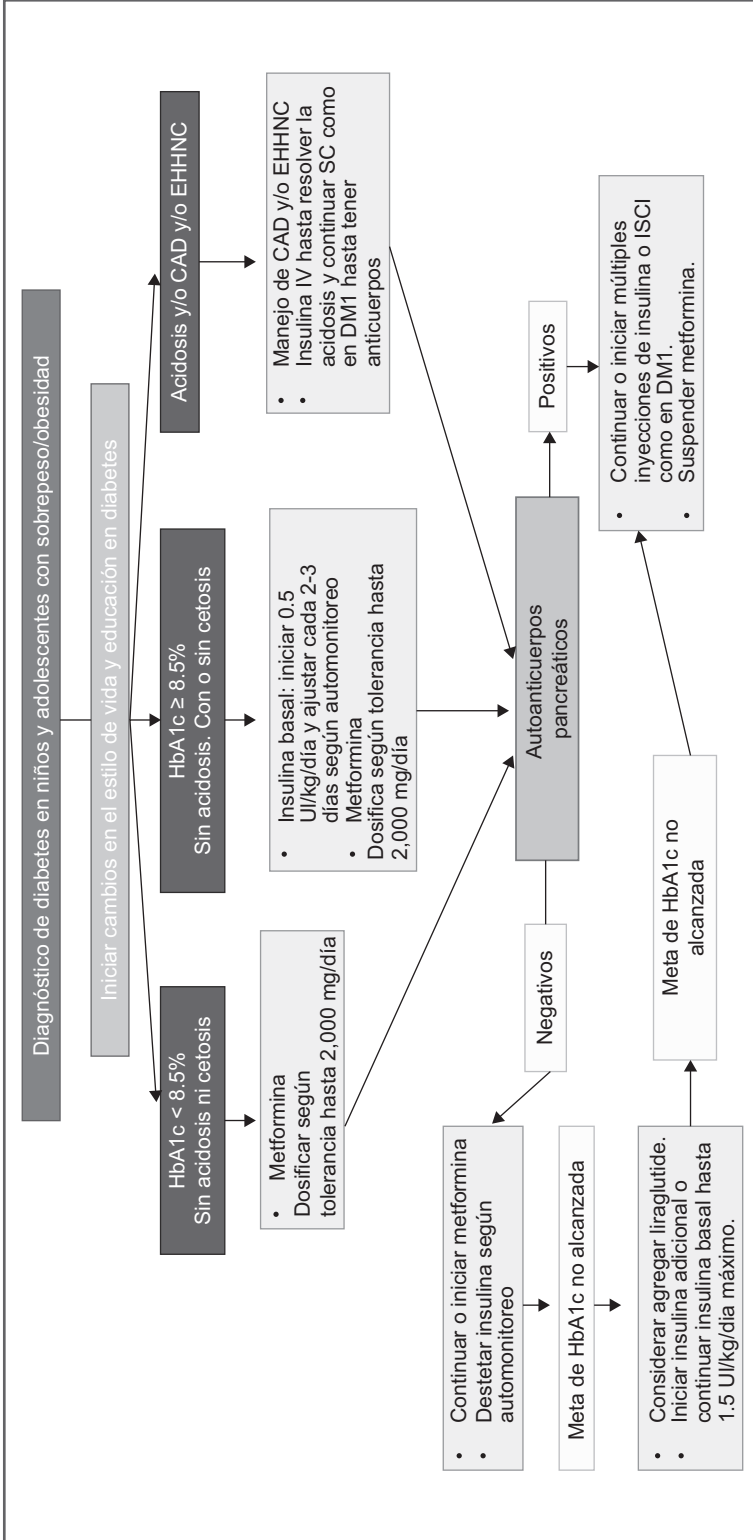 Diagnóstico de diabetes en niños y adolescentes con sobrepeso/obesidad
Iniciar cambios en el estilo de vida y educación en diabetes
HbA1c < 8.5%
Sin acidosis ni cetosis
HbA1c ≥ 8.5%
Sin acidosis. Con o sin cetosis
Acidosis y/o CAD y/o EHHNC
• Metformina
Dosificar según
tolerancia hasta 2,000 mg/día
• Insulina basal: iniciar 0.5
UI/kg/día y ajustar cada 2-3
días según automonitoreo
• Metformina
Dosifica según tolerancia hasta
2,000 mg/día
• Manejo de CAD y/o EHHNC
• Insulina IV hasta resolver la
acidosis y continuar SC como
en DM1 hasta tener
anticuerpos
Autoanticuerpos
pancreáticos
Negativos
Positivos
• Continuar o iniciar metformina
• Destetar insulina según
automonitoreo
Meta de HbA1c no alcanzada
• Considerar agregar liraglutide.
• Iniciar insulina adicional o
continuar insulina basal hasta
1.5 UI/kg/día máximo.
Meta de HbA1c no
alcanzada
• Continuar o iniciar múltiples
inyecciones de insulina o ISCI
como en DM1.
Suspender metformina.